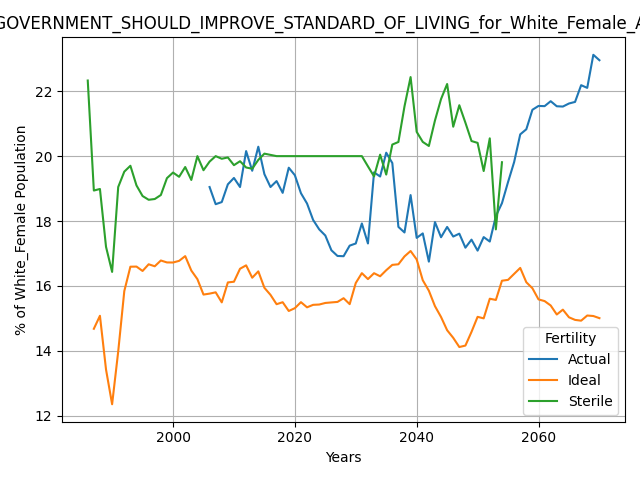 GOVERNMENT_SHOULD_IMPROVE_STANDARD_OF_LIVING_for_White_Female_A
% of White_Female Population
22
20
18
16
14
12
Fertility
Actual
Ideal
Sterile
2000 2020 2040 2060
Years